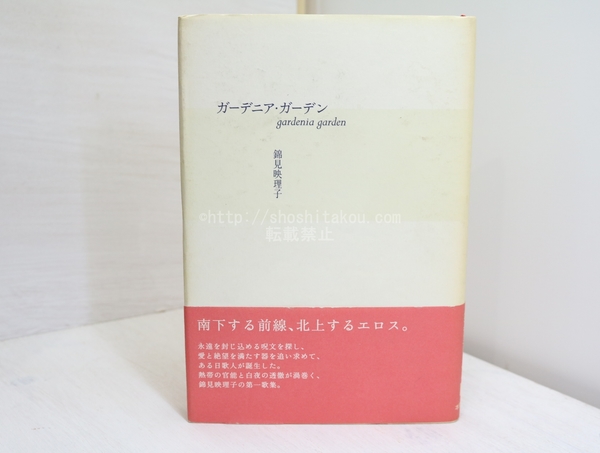 ガーデニア・ガーデン
gardenia garden
錦見映理子
©http://shoshitakou.com/
転載禁止
南下する前線、北上するエロス。
永遠を封じ込める呪文を探し、
愛と絶望を満たす器を追い求めて、
ある日歌人が誕生した。
熱帯の官能と白夜の透徹が渦巻く、
錦見映理子の第一歌集。